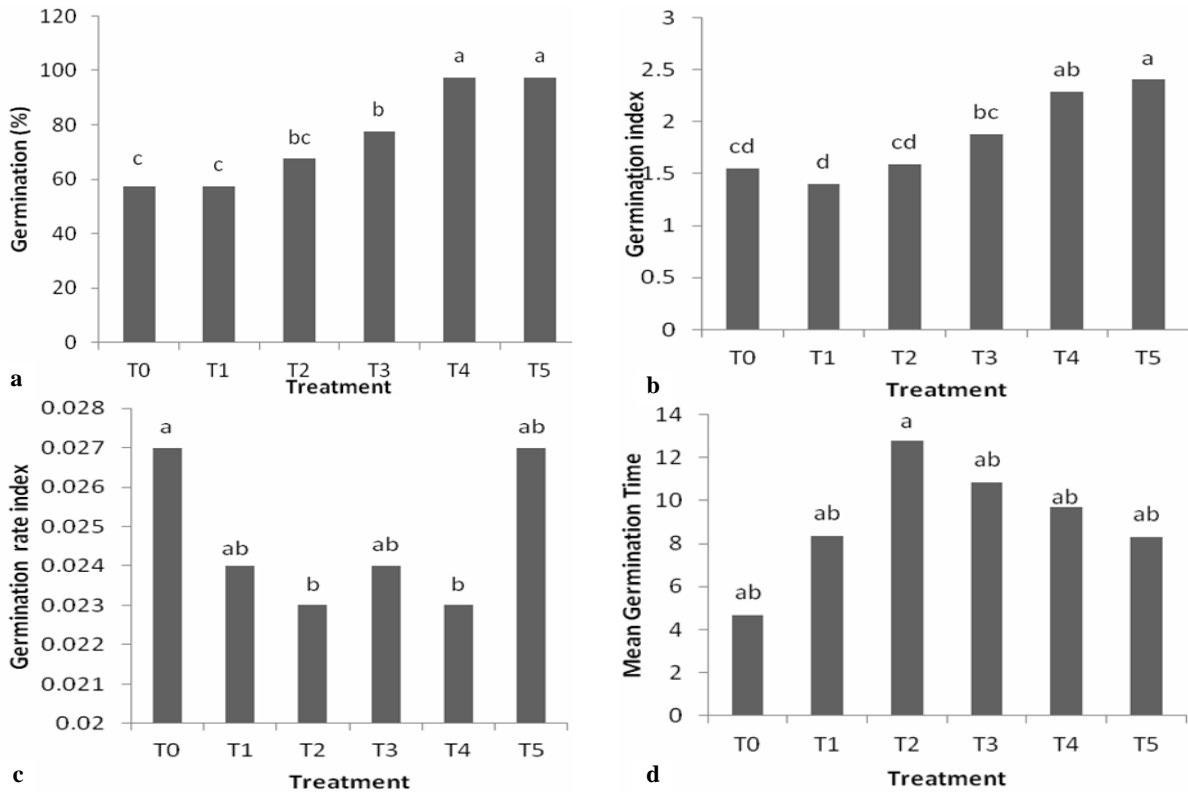 Germination (%)
120
100
80
60
40
20
0
c
c
bc
b
a
a
T0 T1 T2 T3 T4 T5
Treatment
a
Germination index
3
2.5
2
1.5
1
0.5
0
cd
d
cd
bc
ab
a
T0 T1 T2 T3 T4 T5
Treatment
b
Germination rate index
0.028
0.027
0.026
0.025
0.024
0.023
0.022
0.021
0.02
a
ab
b
ab
b
ab
T0 T1 T2 T3 T4 T5
Treatment
c
Mean Germination Time
14
12
10
8
6
4
2
0
ab
ab
a
ab
ab
ab
T0 T1 T2 T3 T4 T5
Treatment
d